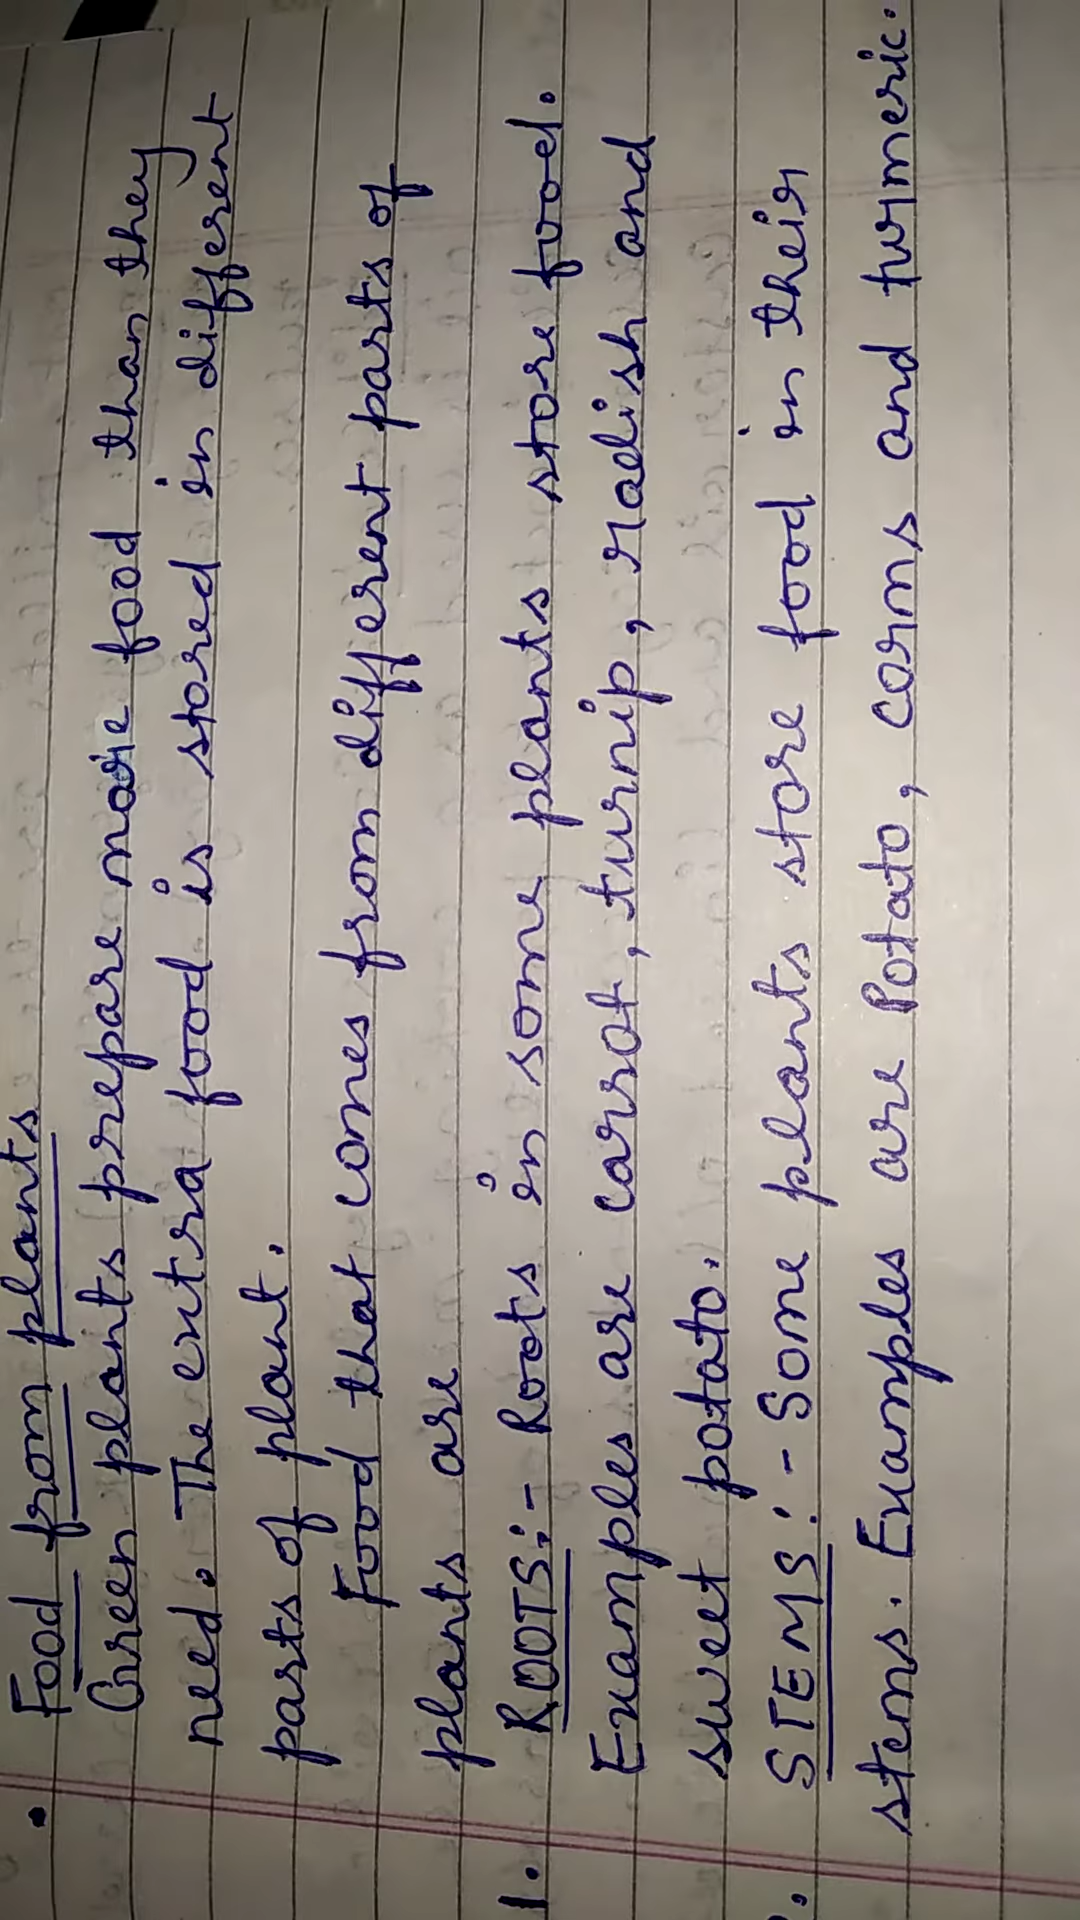 • Food from plants
Green plants prepare more food than they
need. The extra food is stored in different
parts of plant.
Food that comes from different parts of
plants are
1. ROOTS:- Roots in some plants store food.
Examples are carrot, turnip, radish and
sweet potato.
STEMS:- Some plants store food in their
stems. Examples are Potato, corms and turmeric.